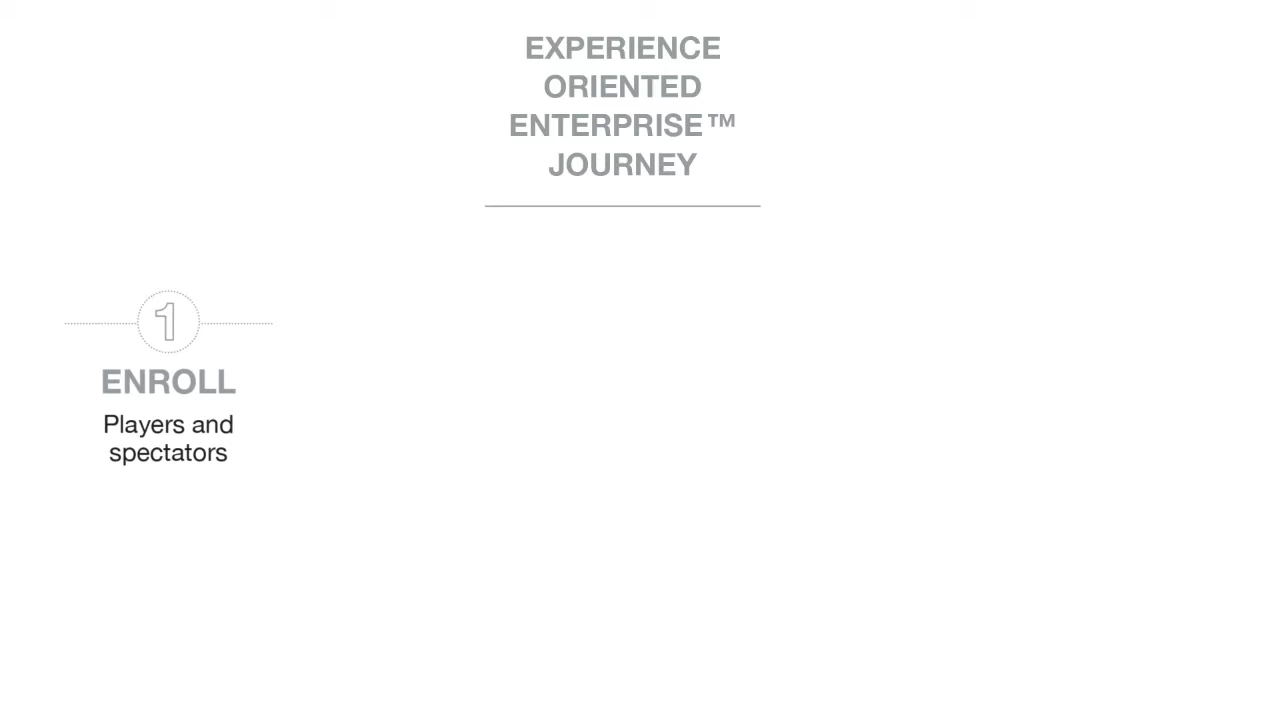 EXPERIENCE
ORIENTED
ENTERPRISE™
JOURNEY
1
ENROLL
Players and
spectators